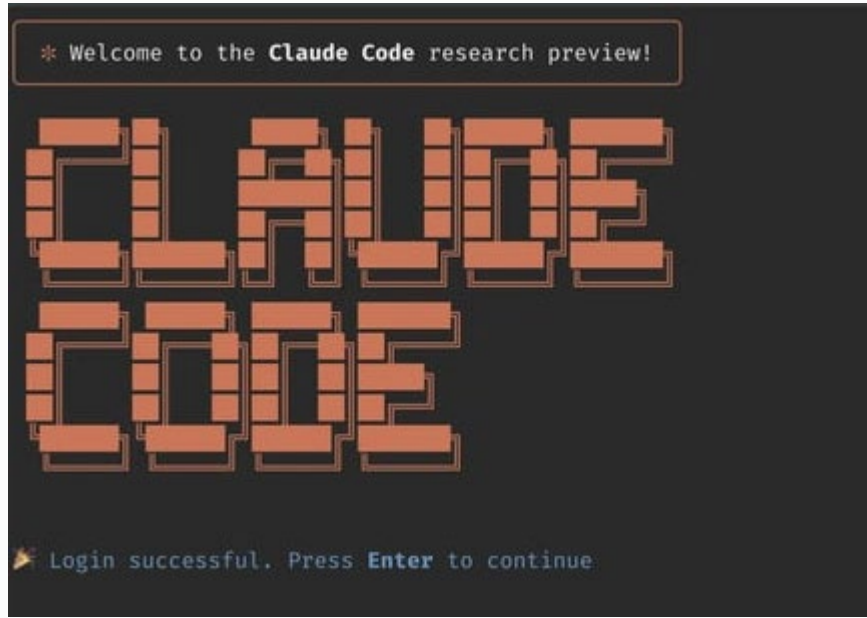 ✻ Welcome to the Claude Code research preview!
CLAUDE
CODE
🎉 Login successful. Press Enter to continue